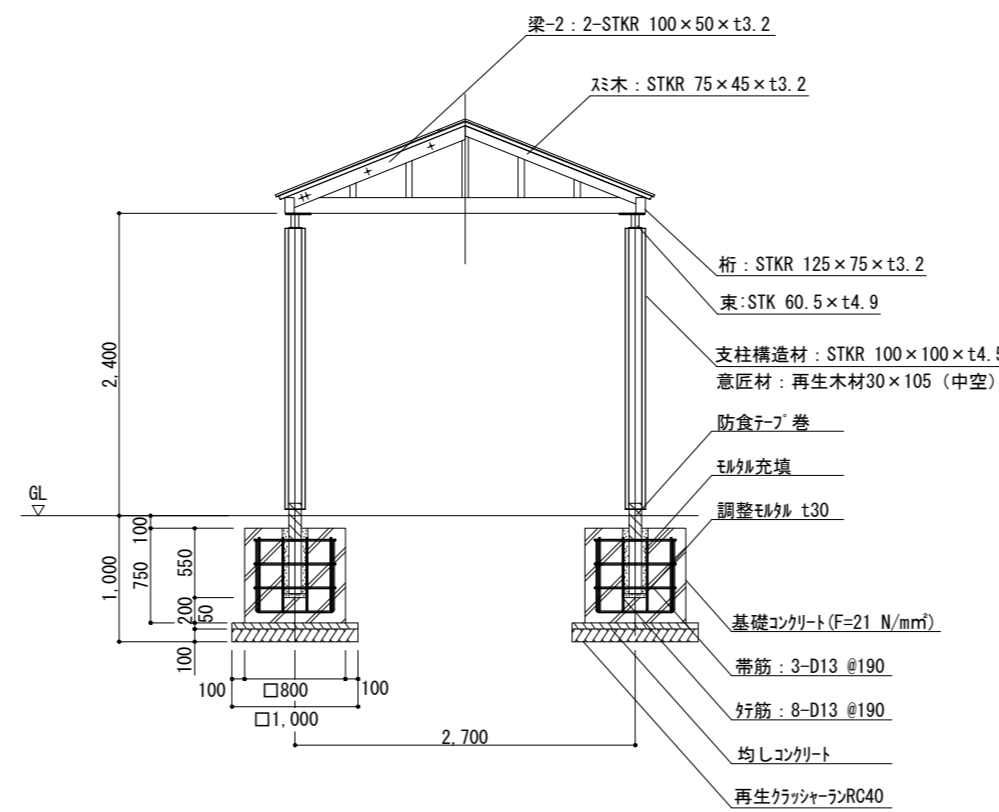 梁-2：2-STKR 100×50×t3.2
スミ木：STKR 75×45×t3.2
桁：STKR 125×75×t3.2
束:STK 60.5×t4.9
支柱構造材：STKR 100×100×t4.5
意匠材：再生木材30×105 （中空）
防食テープ巻
モルタル充填
調整モルタル t30
基礎コンクリート(F=21 N/m㎡)
帯筋：3-D13 @190
タテ筋：8-D13 @190
均しコンクリート
再生クラッシャーランRC40
2,400
GL
100
1,000
750
550
200
50
100
100
□800
100
□1,000
2,700